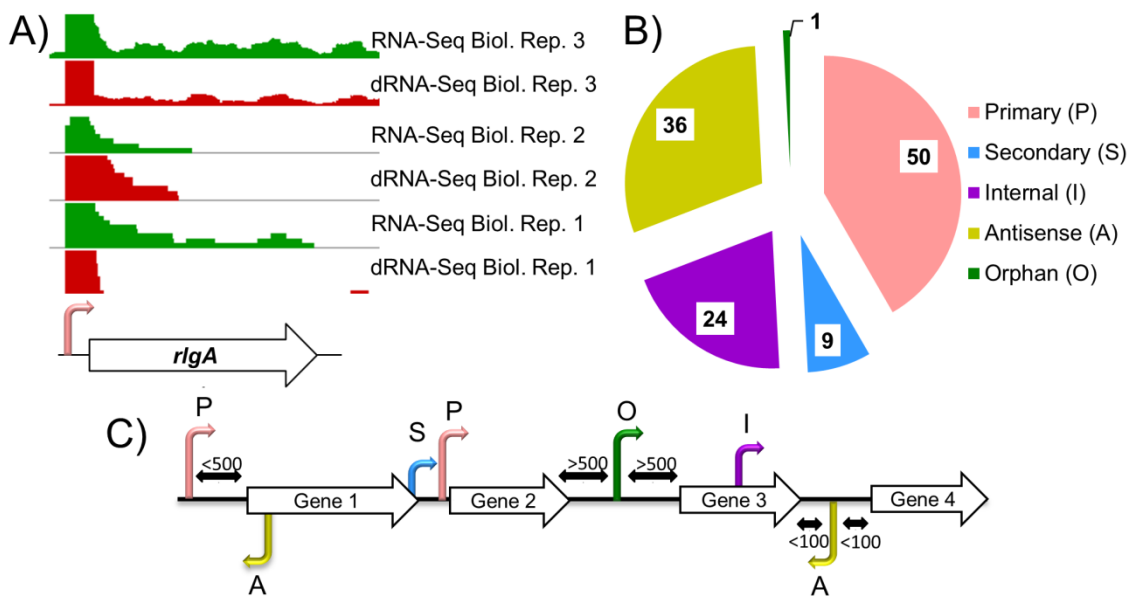 A)
RNA-Seq Biol. Rep. 3
dRNA-Seq Biol. Rep. 3
RNA-Seq Biol. Rep. 2
dRNA-Seq Biol. Rep. 2
RNA-Seq Biol. Rep. 1
dRNA-Seq Biol. Rep. 1
rlgA
B)
1
36
50
24
9
Primary (P)
Secondary (S)
Internal (I)
Antisense (A)
Orphan (O)
C)
P
S
P
O
I
<500
>500
>500
Gene 1
Gene 2
Gene 3
Gene 4
<100
<100
A
A